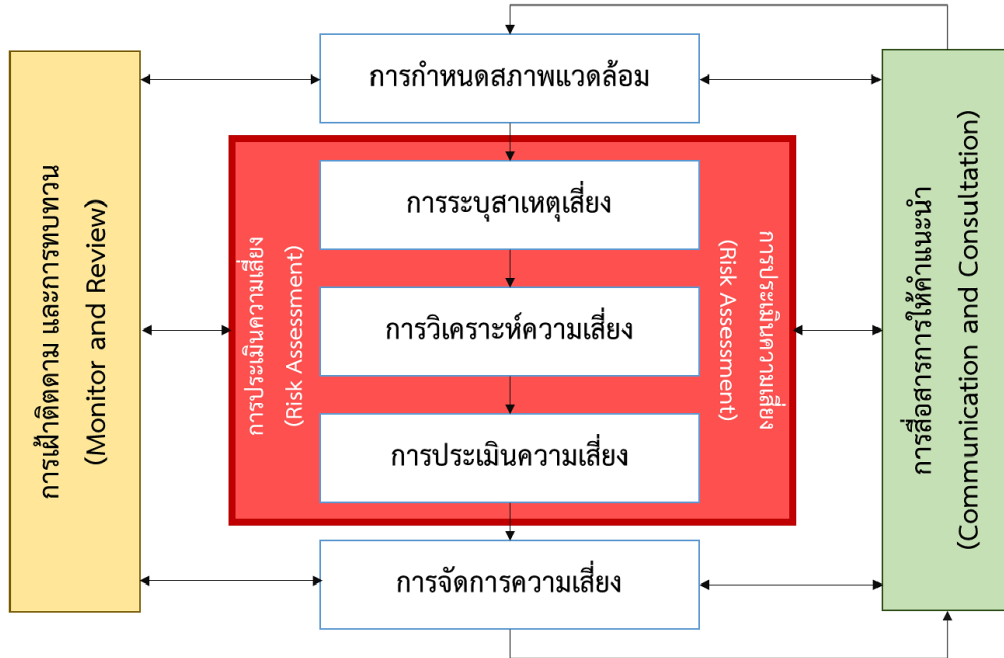 การเฝ้าติดตาม และการทบทวน
(Monitor and Review)
การกำหนดสภาพแวดล้อม
การประเมินความเสี่ยง
(Risk Assessment)
การระบุสาเหตุเสี่ยง
การวิเคราะห์ความเสี่ยง
การประเมินความเสี่ยง
การประเมินความเสี่ยง
(Risk Assessment)
การจัดการความเสี่ยง
การสื่อสารการให้คำแนะนำ
(Communication and Consultation)